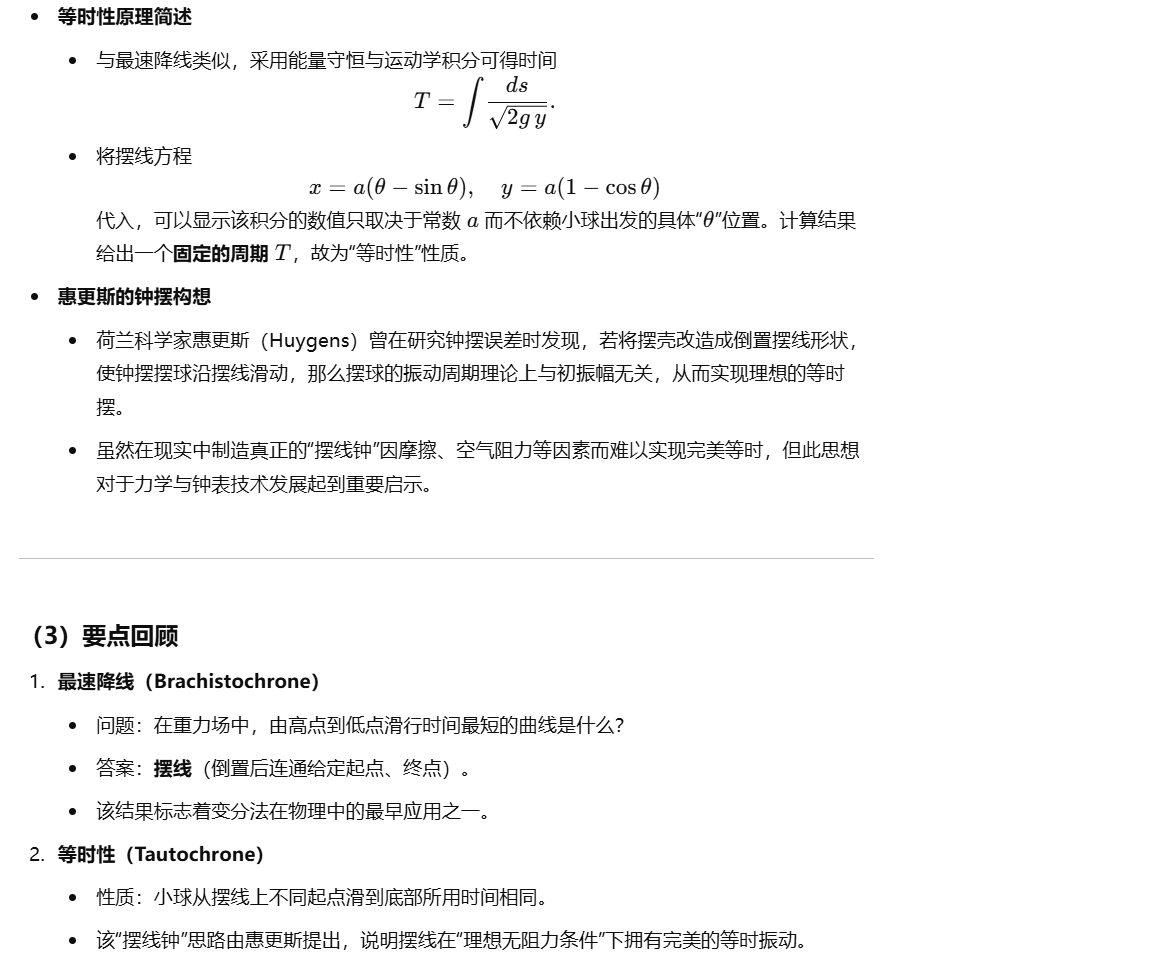 • 等时性原理简述
• 与最速降线类似，采用能量守恒与运动学积分可得时间
T = ∫ ds / √(2g y).
• 将摆线方程
x = a(θ − sin θ), y = a(1 − cos θ)
代入，可以显示该积分的数值只取决于常数 a 而不依赖小球出发的具体“θ”位置。计算结果
给出一个固定的周期 T，故为“等时性”性质。
• 惠更斯的钟摆构想
• 荷兰科学家惠更斯（Huygens）曾在研究钟摆误差时发现，若将摆壳改造成倒置摆线形状，
使钟摆摆球沿摆线滑动，那么摆球的振动周期理论上与初振幅无关，从而实现理想的等时
摆。
• 虽然在现实中制造真正的“摆线钟”因摩擦、空气阻力等因素而难以实现完美等时，但此思想
对于力学与钟表技术发展起到重要启示。
（3）要点回顾
1. 最速降线（Brachistochrone）
• 问题：在重力场中，由高点到低点滑行时间最短的曲线是什么？
• 答案：摆线（倒置后连通给定起点、终点）。
• 该结果标志着变分法在物理中的最早应用之一。
2. 等时性（Tautochrone）
• 性质：小球从摆线上不同起点滑到底部所用时间相同。
• 该“摆线钟”思路由惠更斯提出，说明摆线在“理想无阻力条件”下拥有完美的等时振动。